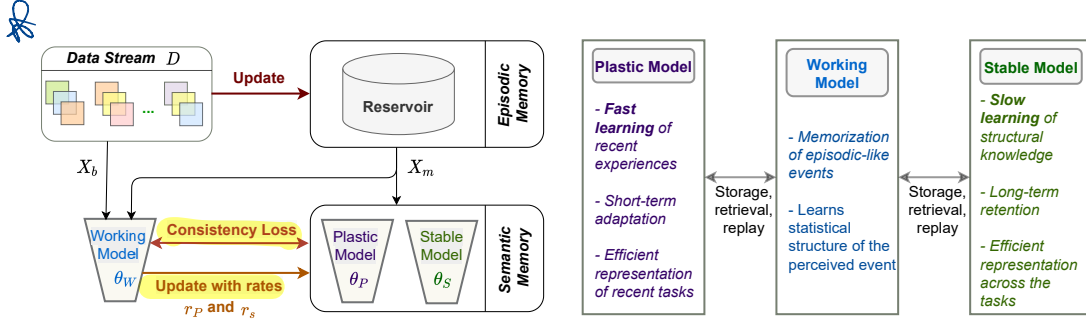 Data Stream D
...
Update
Reservoir
Episodic
Memory
X_b
X_m
Working
Model
θ_W
Consistency Loss
Update with rates
r_P and r_s
Plastic
Model
θ_P
Stable
Model
θ_S
Semantic
Memory
Plastic Model
- Fast
learning of
recent
experiences
- Short-term
adaptation
- Efficient
representation
of recent tasks
Storage,
retrieval,
replay
Working
Model
- Memorization
of episodic-like
events
- Learns
statistical
structure of the
perceived event
Storage,
retrieval,
replay
Stable Model
- Slow
learning of
structural
knowledge
- Long-term
retention
- Efficient
representation
across the
tasks